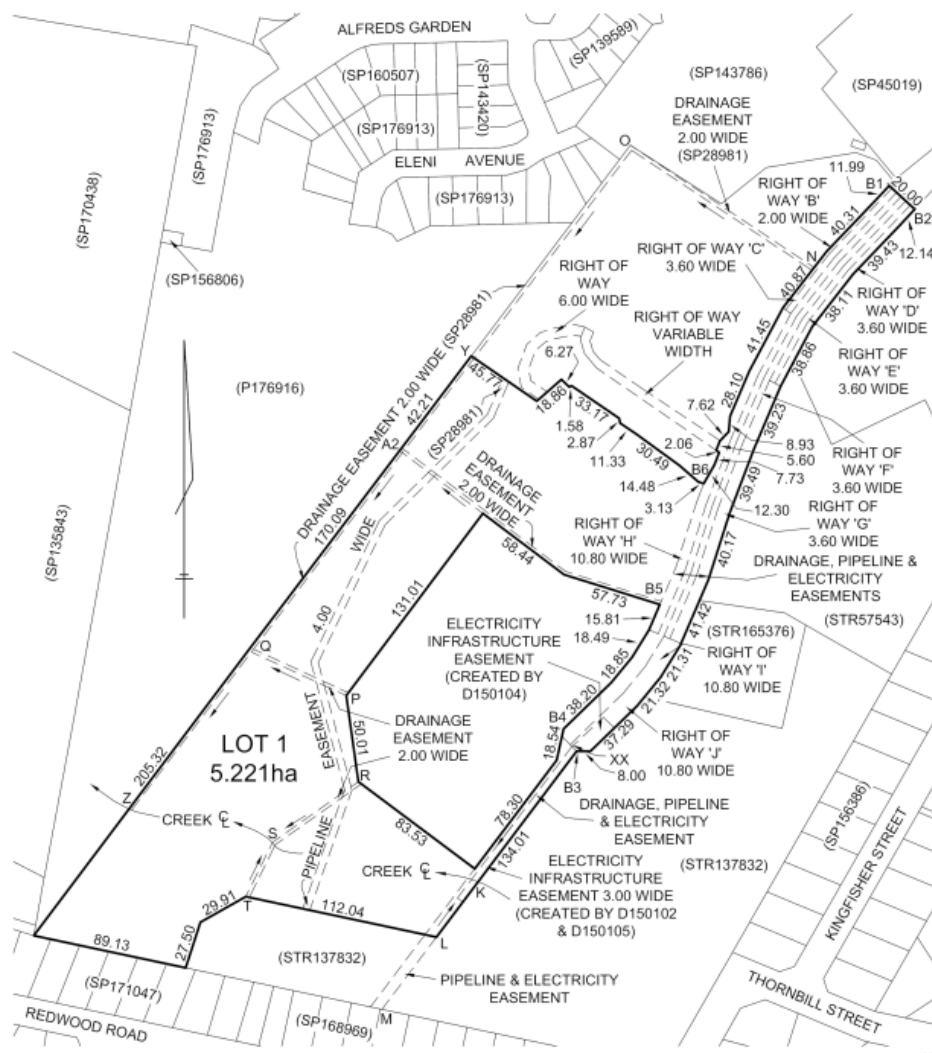 ALFREDS GARDEN
(SP139589)
(SP160507)
(SP143420)
(SP143786)
(SP45019)
(SP176913)
DRAINAGE
EASEMENT
2.00 WIDE
(SP28981)
(SP176913)
ELENI AVENUE
(SP176913)
O
11.99
B1
20.00
B2
RIGHT OF
WAY 'B'
2.00 WIDE
40.31
12.14
39.43
(SP170438)
(SP156806)
RIGHT OF WAY 'C'
3.60 WIDE
N
40.87
RIGHT OF
WAY
6.00 WIDE
RIGHT OF
WAY 'D'
3.60 WIDE
38.11
RIGHT OF WAY
VARIABLE
WIDTH
41.45
RIGHT OF
WAY 'E'
3.60 WIDE
38.86
(P176916)
DRAINAGE EASEMENT 2.00 WIDE (SP28981)
Y
45.77
6.27
18.86
33.17
1.58
2.87
11.33
30.49
28.10
7.62
39.23
2.06
8.93
5.60
7.73
RIGHT OF
WAY 'F'
3.60 WIDE
42.21
A2
(SP28981)
B6
14.48
3.13
39.49
12.30
DRAINAGE
EASEMENT
2.00 WIDE
RIGHT OF
WAY 'G'
3.60 WIDE
RIGHT OF
WAY 'H'
10.80 WIDE
40.17
170.09
WIDE
(SP135843)
58.44
DRAINAGE, PIPELINE &
ELECTRICITY
EASEMENTS
57.73
B5
131.01
15.81
18.49
41.42
(STR57543)
(STR165376)
4.00
ELECTRICITY
INFRASTRUCTURE
EASEMENT
(CREATED BY
D150104)
18.85
21.31
RIGHT OF
WAY 'I'
10.80 WIDE
Q
P
38.20
21.32
B4
DRAINAGE
EASEMENT
2.00 WIDE
EASEMENT
50.01
18.54
37.29
RIGHT OF
WAY 'J'
10.80 WIDE
XX
8.00
B3
LOT 1
5.221ha
205.32
R
Z
DRAINAGE, PIPELINE
& ELECTRICITY
EASEMENT
CREEK ℄
78.30
S
83.53
134.01
PIPELINE
CREEK ℄
(SP156386)
KINGFISHER STREET
(STR137832)
K
ELECTRICITY
INFRASTRUCTURE
EASEMENT 3.00 WIDE
(CREATED BY D150102
& D150105)
29.91
T
112.04
L
89.13
27.50
(STR137832)
(SP171047)
PIPELINE & ELECTRICITY
EASEMENT
THORNBILL STREET
REDWOOD ROAD
(SP168969)
M